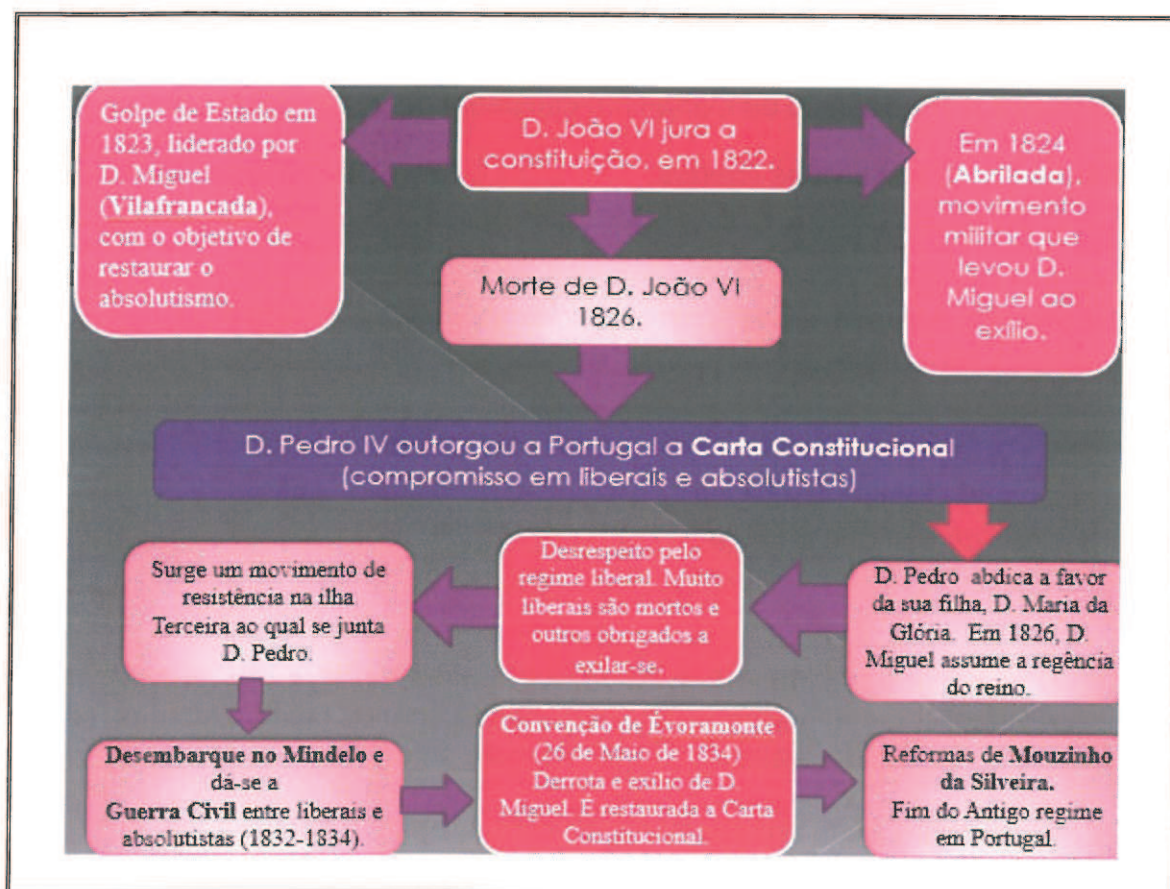 Golpe de Estado em
1823, liderado por
D. Miguel
(Vilafrancada),
com o objetivo de
restaurar o
absolutismo.
D. João VI jura a
constituição, em 1822.
Em 1824
(Abrilada),
movimento
militar que
levou D.
Miguel ao
exílio.
Morte de D. João VI
1826.
D. Pedro IV outorgou a Portugal a Carta Constitucional
(compromisso em liberais e absolutistas)
D. Pedro abdica a favor
da sua filha, D. Maria da
Glória. Em 1826, D.
Miguel assume a regência
do reino.
Desrespeito pelo
regime liberal. Muito
liberais são mortos e
outros obrigados a
exilar-se.
Surge um movimento de
resistência na ilha
Terceira ao qual se junta
D. Pedro.
Desembarque no Mindelo e
dá-se a
Guerra Civil entre liberais e
absolutistas (1832-1834).
Convenção de Évoramonte
(26 de Maio de 1834)
Derrota e exílio de D.
Miguel. É restaurada a Carta
Constitucional.
Reformas de Mouzinho
da Silveira.
Fim do Antigo regime
em Portugal.